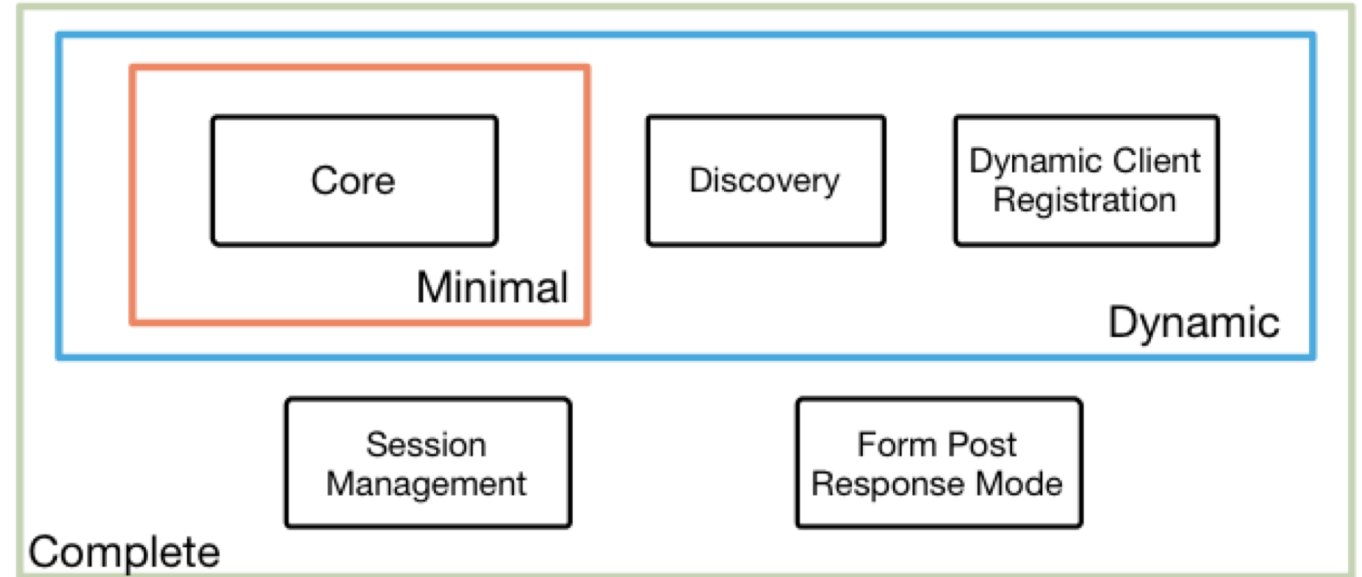 Core
Discovery
Dynamic Client
Registration
Minimal
Dynamic
Session
Management
Form Post
Response Mode
Complete